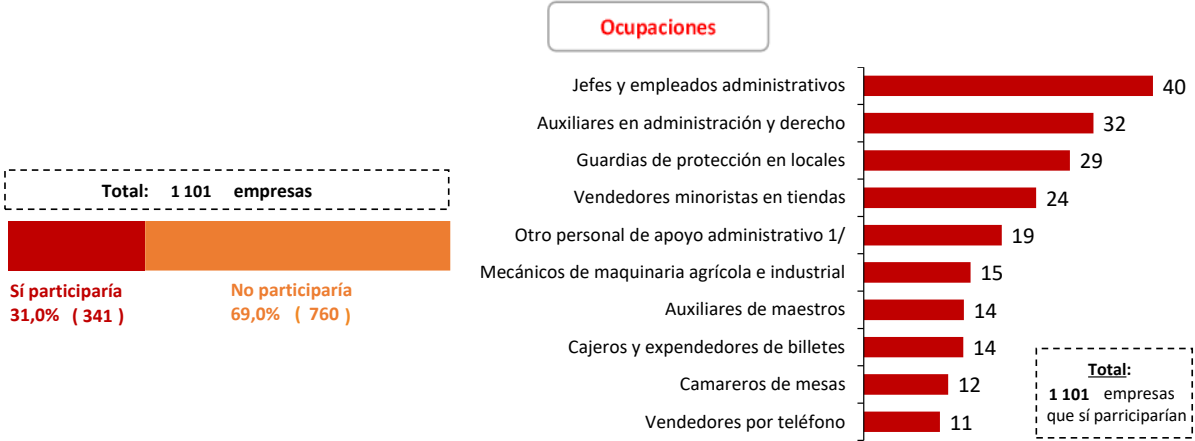 Ocupaciones
Total: 1 101 empresas
Sí participaría
31,0% ( 341 )
No participaría
69,0% ( 760 )
Jefes y empleados administrativos 40
Auxiliares en administración y derecho 32
Guardias de protección en locales 29
Vendedores minoristas en tiendas 24
Otro personal de apoyo administrativo 1/ 19
Mecánicos de maquinaria agrícola e industrial 15
Auxiliares de maestros 14
Cajeros y expendedores de billetes 14
Camareros de mesas 12
Vendedores por teléfono 11
Total:
1 101 empresas
que sí parriciparían